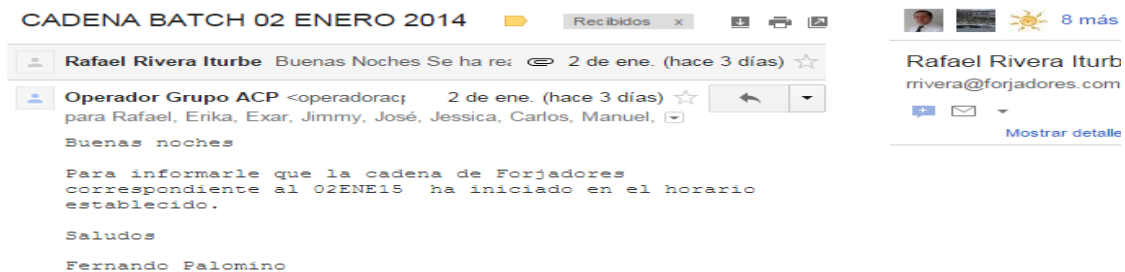 CADENA BATCH 02 ENERO 2014 Recibidos x
8 más
Rafael Rivera Iturbe Buenas Noches Se ha 2 de ene. (hace 3 días)
Operador Grupo ACP <operadoracp 2 de ene. (hace 3 días)
para Rafael, Erika, Exar, Jimmy, José, Jessica, Carlos, Manuel,
Buenas noches
Para informarle que la cadena de Forjadores
correspondiente al 02ENE15 ha iniciado en el horario
establecido.
Saludos
Fernando Palomino
Rafael Rivera Iturb
rrivera@forjadores.com
Mostrar detalle